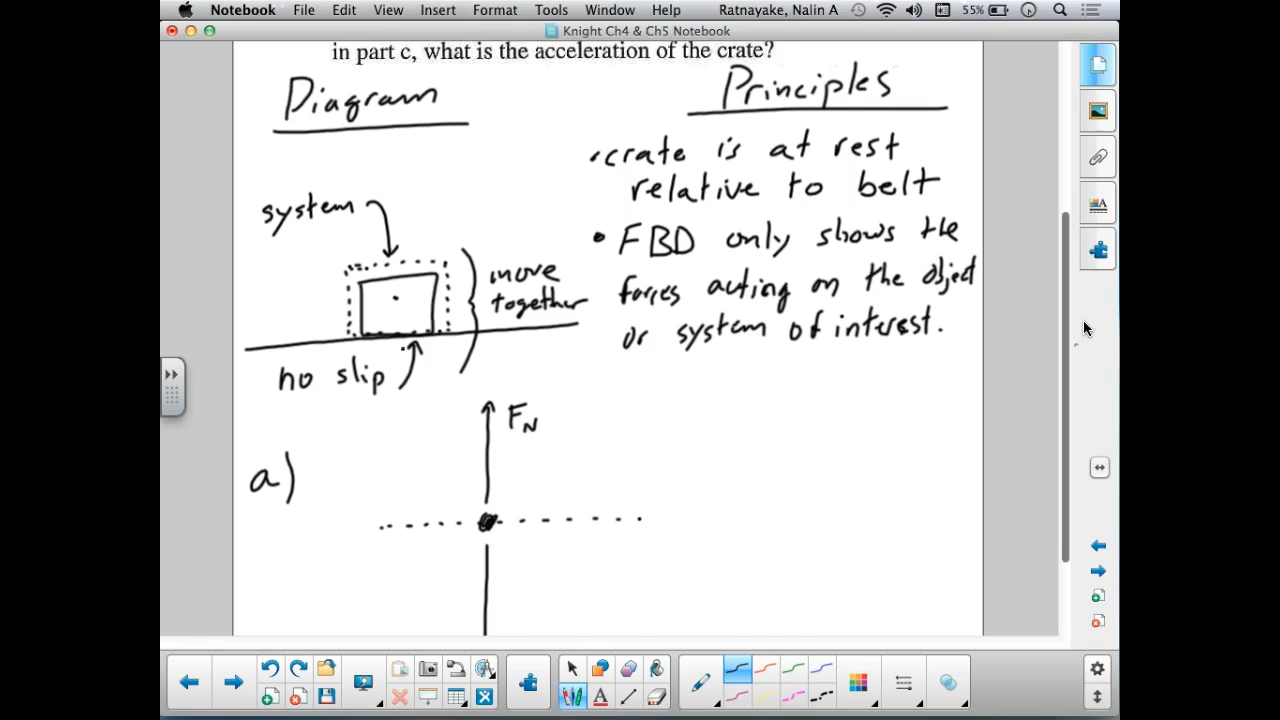 Notebook File Edit View Insert Format Tools Window Help Ratnayake, Nalin A 55%
Knight Ch4 & Ch5 Notebook
in part c, what is the acceleration of the crate?
Diagram
Principles
• crate is at rest
relative to belt
system
• FBD only shows the
forces acting on the object
or system of interest.
move
together
no slip
FN
a)
A